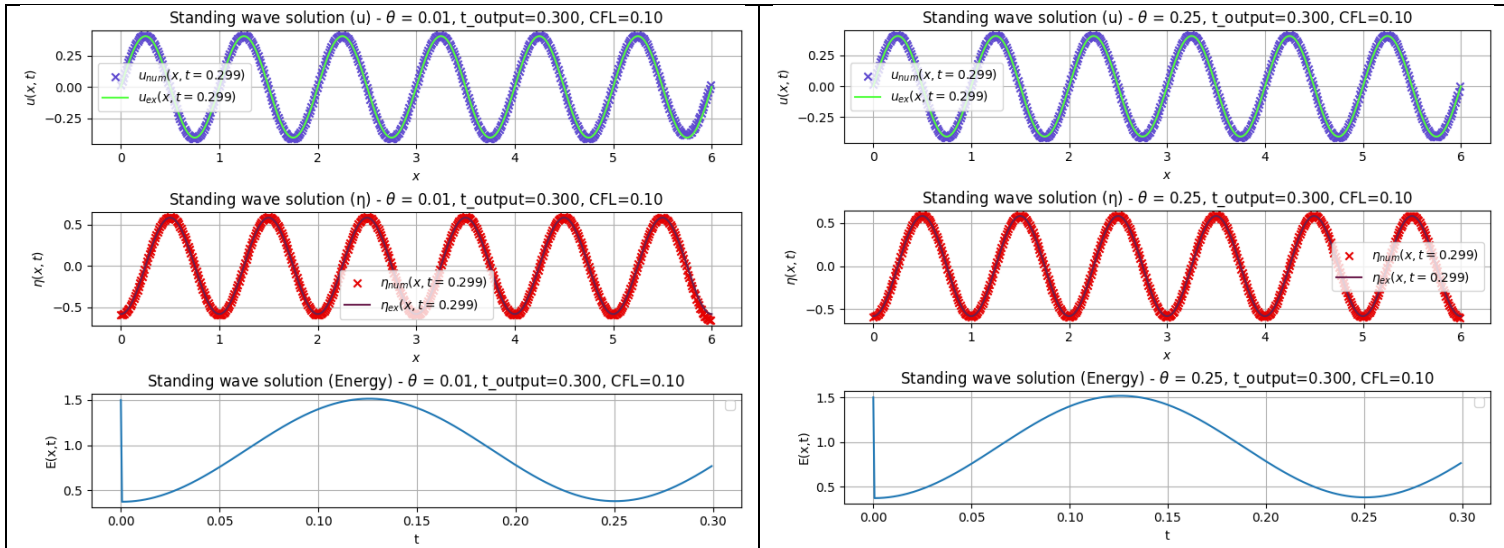 Standing wave solution (u) - θ = 0.01, t_output=0.300, CFL=0.10
u(x, t)
0.25
0.00
−0.25
u_num(x, t = 0.299)
u_ex(x, t = 0.299)
0 1 2 3 4 5 6
x
Standing wave solution (η) - θ = 0.01, t_output=0.300, CFL=0.10
η(x, t)
0.5
0.0
−0.5
η_num(x, t = 0.299)
η_ex(x, t = 0.299)
0 1 2 3 4 5 6
x
Standing wave solution (Energy) - θ = 0.01, t_output=0.300, CFL=0.10
E(x,t)
1.5
1.0
0.5
0.00 0.05 0.10 0.15 0.20 0.25 0.30
t
Standing wave solution (u) - θ = 0.25, t_output=0.300, CFL=0.10
u(x, t)
0.25
0.00
−0.25
u_num(x, t = 0.299)
u_ex(x, t = 0.299)
0 1 2 3 4 5 6
x
Standing wave solution (η) - θ = 0.25, t_output=0.300, CFL=0.10
η(x, t)
0.5
0.0
−0.5
η_num(x, t = 0.299)
η_ex(x, t = 0.299)
0 1 2 3 4 5 6
x
Standing wave solution (Energy) - θ = 0.25, t_output=0.300, CFL=0.10
E(x,t)
1.5
1.0
0.5
0.00 0.05 0.10 0.15 0.20 0.25 0.30
t